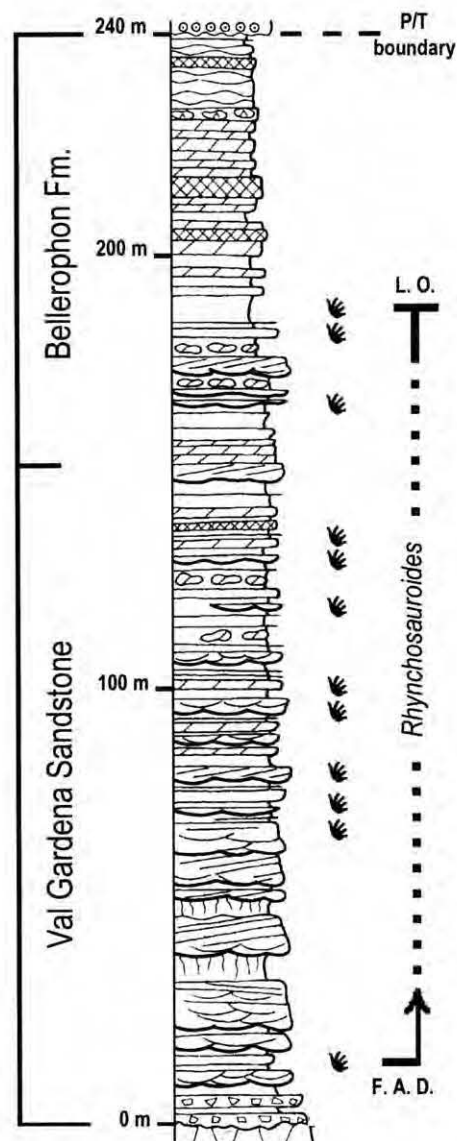 240 m
P/T
boundary
Bellerophon Fm.
200 m
L. O.
Rhynchosauroides
Val Gardena Sandstone
100 m
F. A. D.
0 m